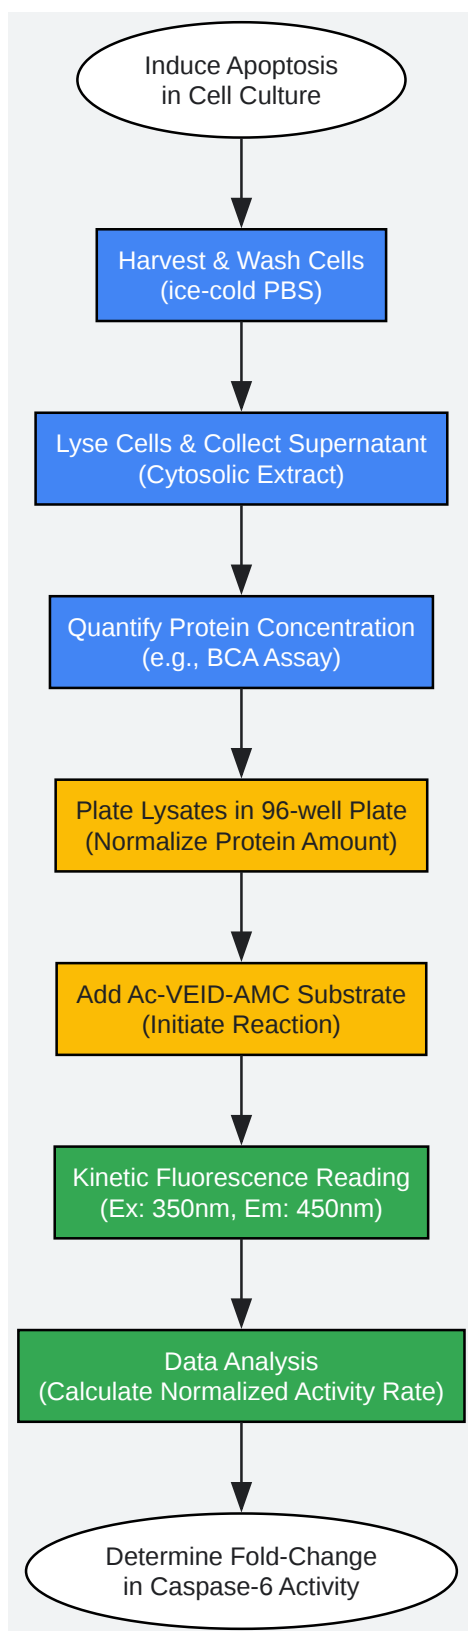 Induce Apoptosis
in Cell Culture
Harvest & Wash Cells
(ice-cold PBS)
Lyse Cells & Collect Supernatant
(Cytosolic Extract)
Quantify Protein Concentration
(e.g., BCA Assay)
Plate Lysates in 96-well Plate
(Normalize Protein Amount)
Add Ac-VEID-AMC Substrate
(Initiate Reaction)
Kinetic Fluorescence Reading
(Ex: 350nm, Em: 450nm)
Data Analysis
(Calculate Normalized Activity Rate)
Determine Fold-Change
in Caspase-6 Activity